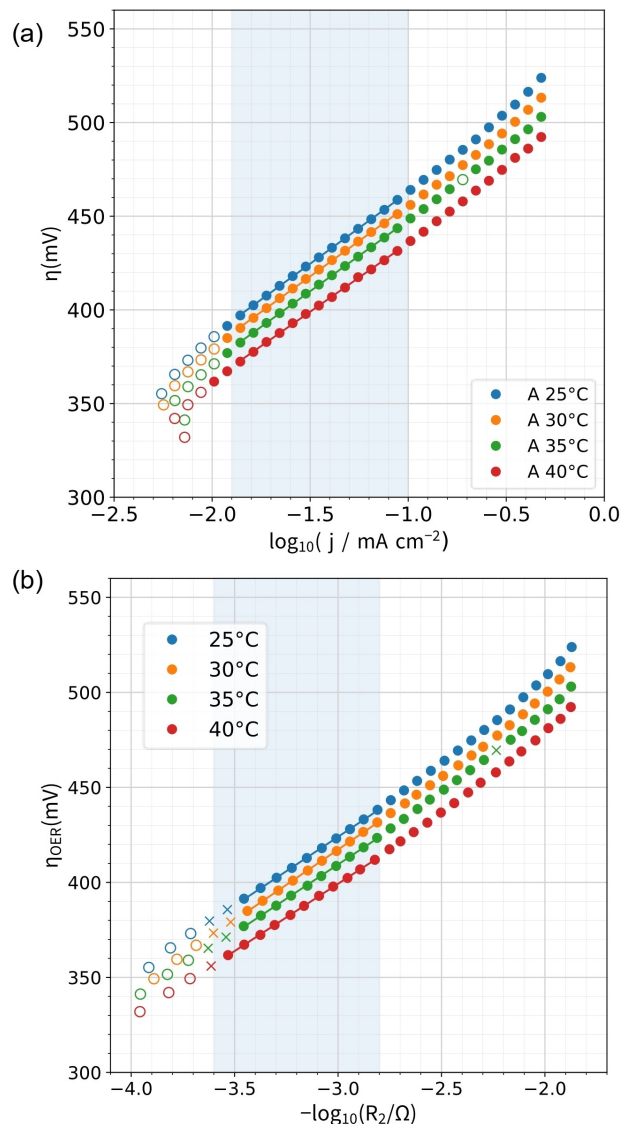 (a)
550
500
450
400
350
300
η(mV)
A 25°C
A 30°C
A 35°C
A 40°C
−2.5 −2.0 −1.5 −1.0 −0.5 0.0
log₁₀( j / mA cm⁻²)
(b)
550
500
450
400
350
300
ηOER(mV)
25°C
30°C
35°C
40°C
−4.0 −3.5 −3.0 −2.5 −2.0
−log₁₀(R₂/Ω)